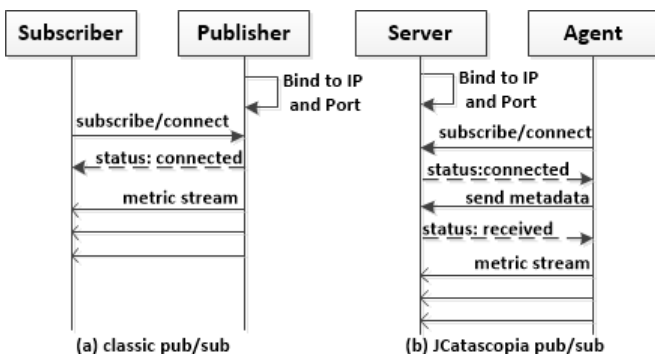 Subscriber
Publisher
Bind to IP
and Port
subscribe/connect
status: connected
metric stream
(a) classic pub/sub
Server
Agent
Bind to IP
and Port
subscribe/connect
status:connected
send metadata
status: received
metric stream
(b) JCatascopia pub/sub